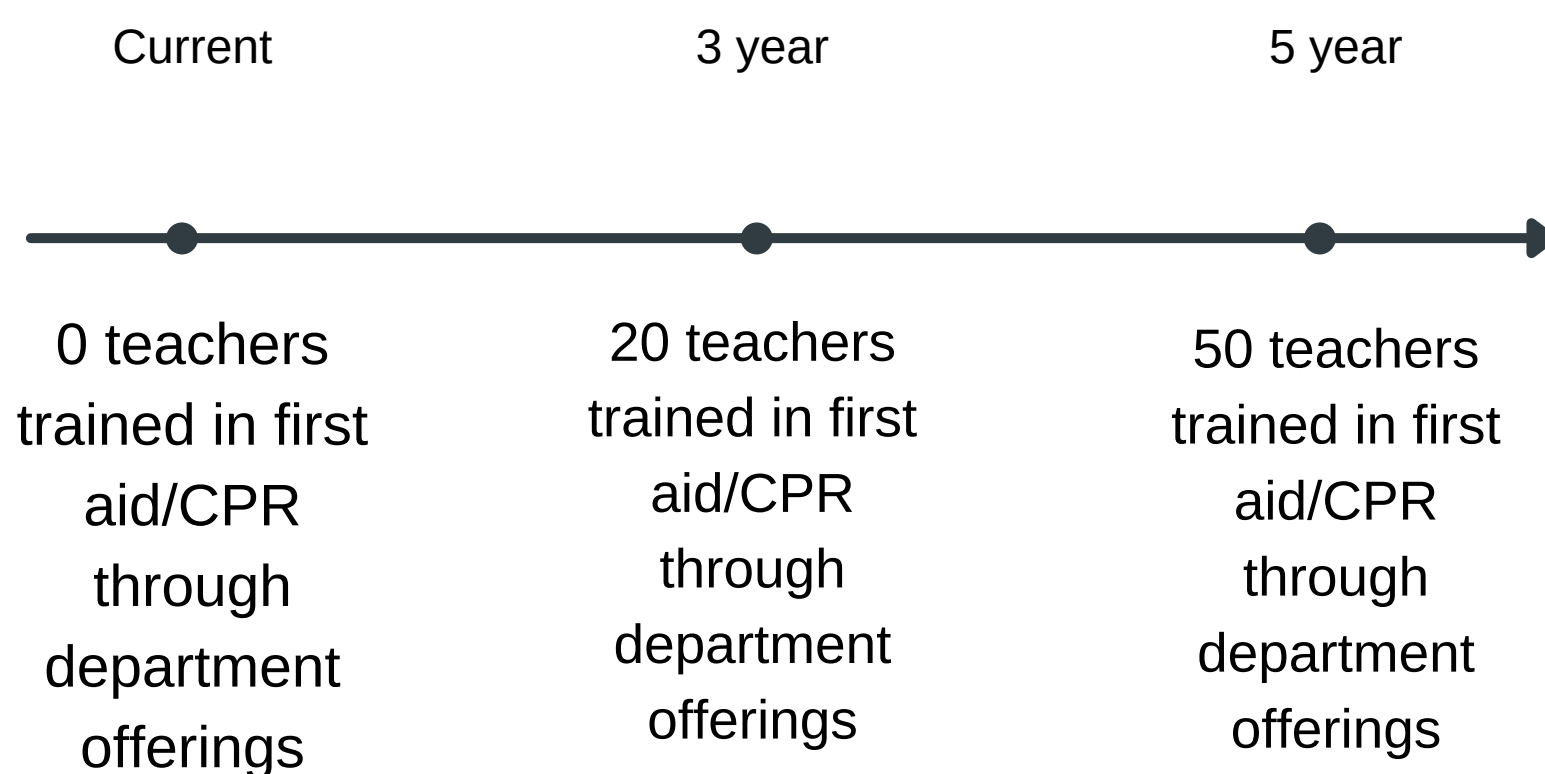 Current
3 year
5 year
0 teachers
trained in first
aid/CPR
through
department
offerings
20 teachers
trained in first
aid/CPR
through
department
offerings
50 teachers
trained in first
aid/CPR
through
department
offerings